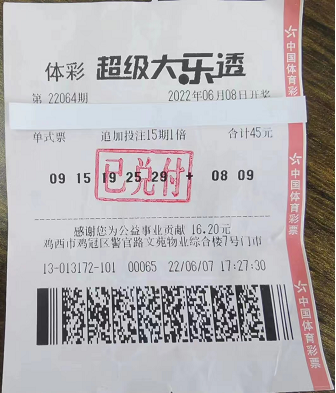 体彩 超级大乐透
第 22064期 2022年06月08日开奖
单式票 追加投注15期1倍 合计45元
09 15 19 25 29 + 08 09
已兑付
感谢您为公益事业贡献 16.20元
鸡西市鸡冠区警官路文苑物业综合楼7号门市
13-013172-101 00065 22/06/07 17:27:30
中国体育彩票
中国体育彩票
中国体育彩票